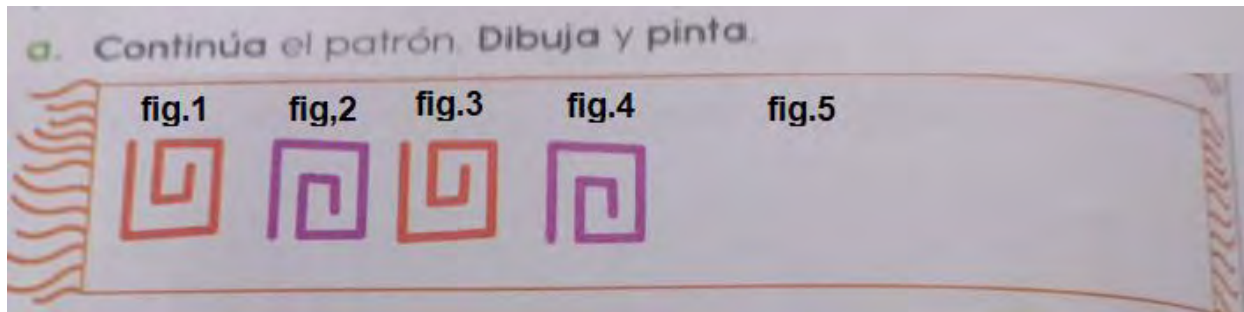 a. Continúa el patrón. Dibuja y pinta.
fig.1 fig,2 fig.3 fig.4 fig.5